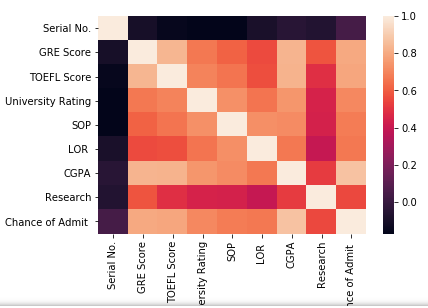 Serial No.
GRE Score
TOEFL Score
University Rating
SOP
LOR
CGPA
Research
Chance of Admit
1.0
0.8
0.6
0.4
0.2
0.0
Serial No.
GRE Score
TOEFL Score
ersity Rating
SOP
LOR
CGPA
Research
nce of Admit